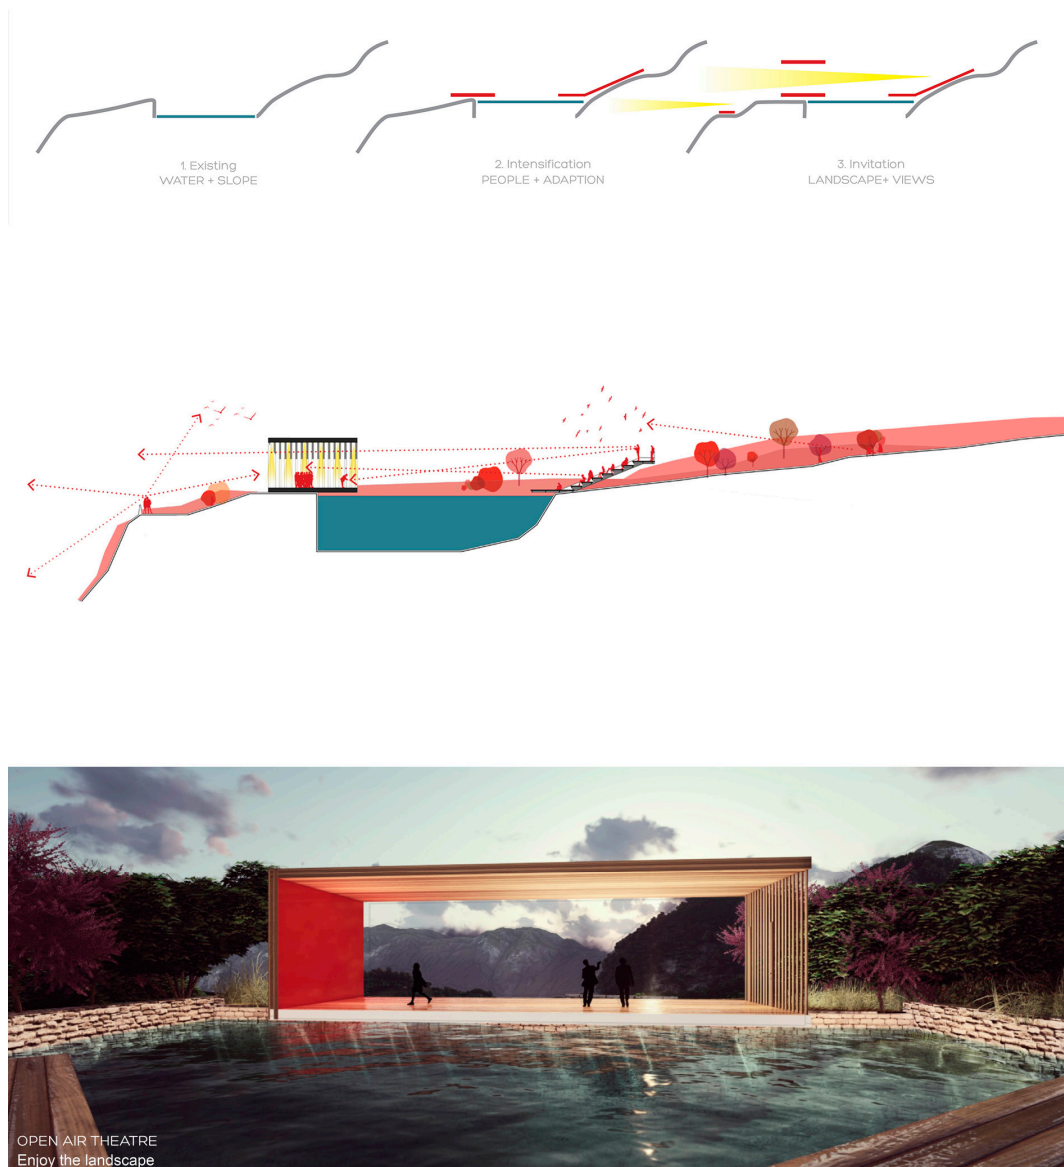 1. Existing
WATER + SLOPE
2. Intensification
PEOPLE + ADAPTION
3. Invitation
LANDSCAPE+ VIEWS
OPEN AIR THEATRE
Enjoy the landscape